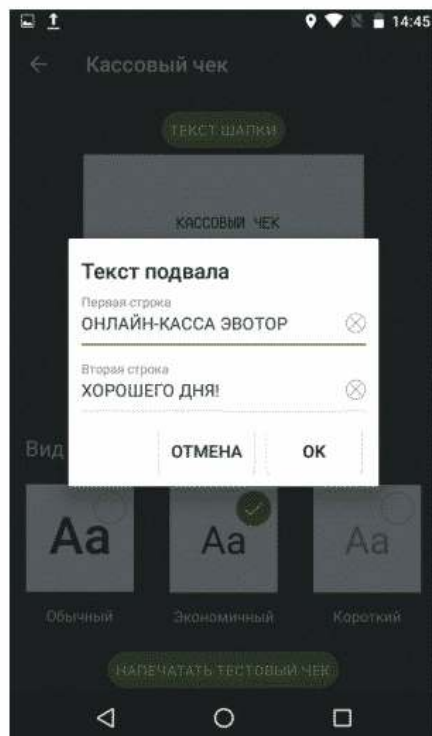 14:45
Кассовый чек
ТЕКСТ ШАПКИ
КАССОВЫЙ ЧЕК
Текст подвала
Первая строка
ОНЛАЙН-КАССА ЭВОТОР
Вторая строка
ХОРОШЕГО ДНЯ!
ОТМЕНА OK
Вид
Aa Aa Aa
Обычный Экономичный Короткий
НАПЕЧАТАТЬ ТЕСТОВЫЙ ЧЕК